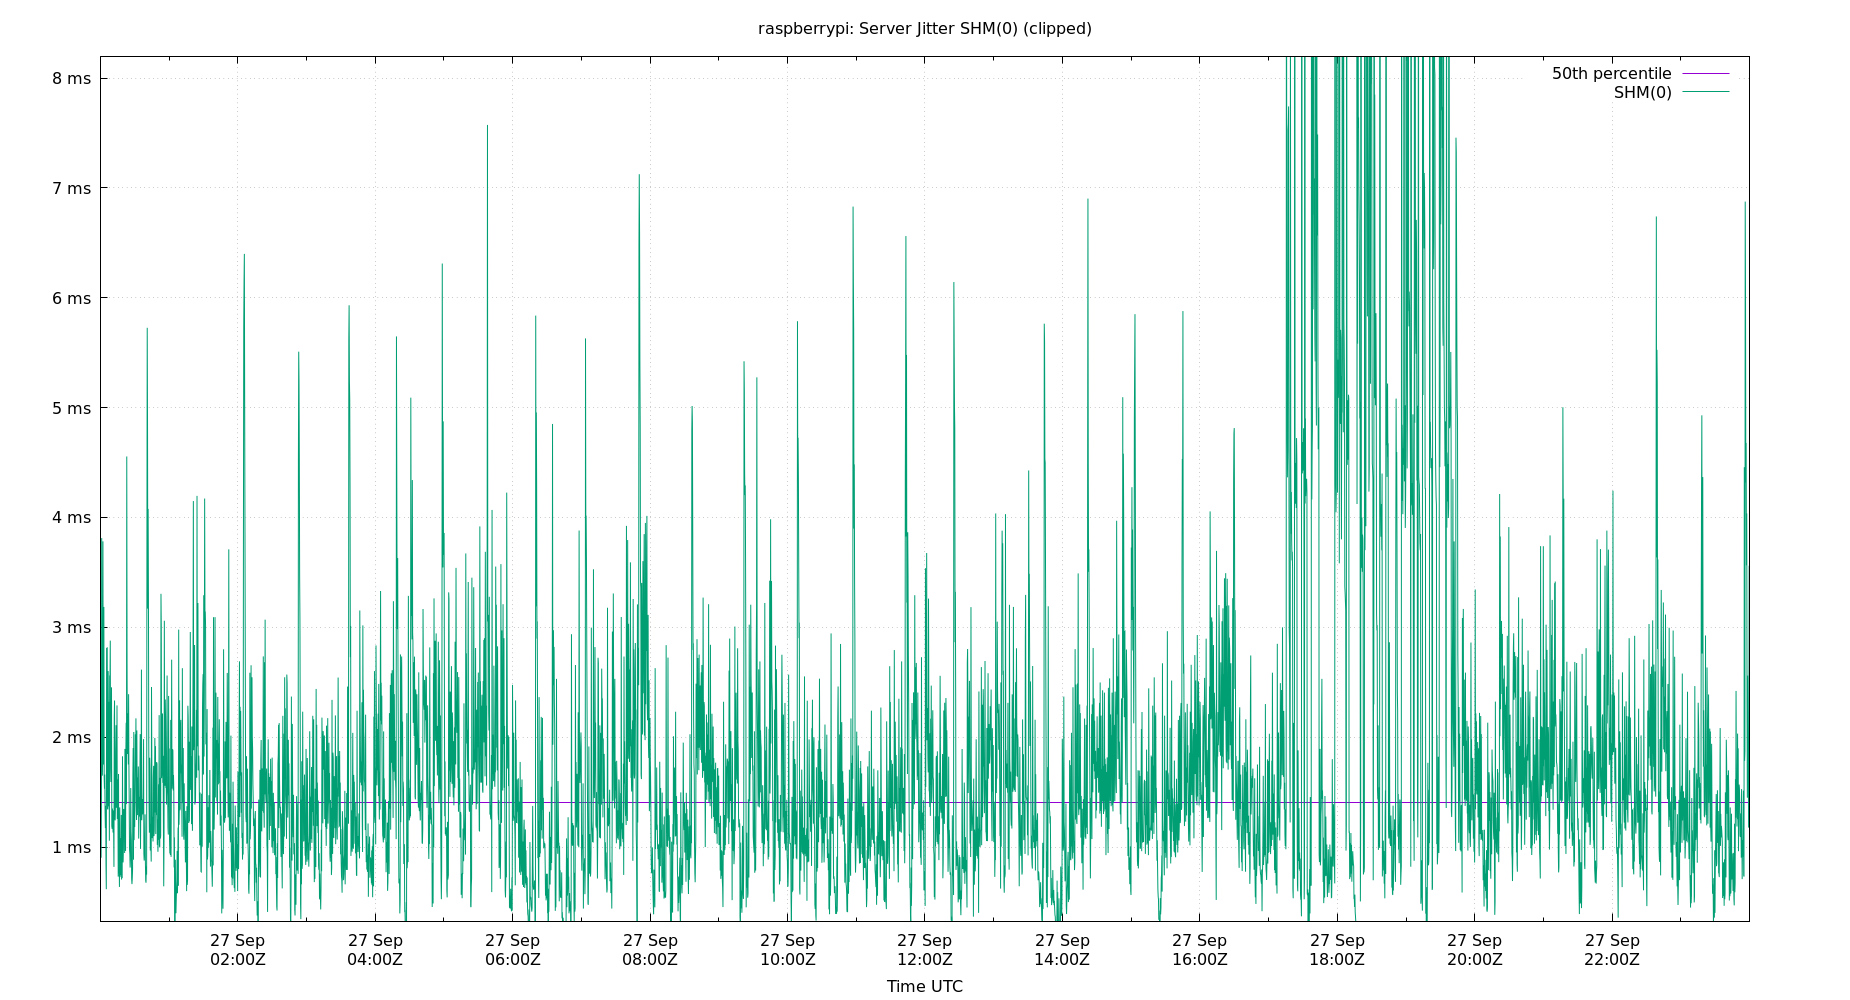 raspberrypi: Server Jitter SHM(0) (clipped)
8 ms
7 ms
6 ms
5 ms
4 ms
3 ms
2 ms
1 ms
50th percentile
SHM(0)
27 Sep
02:00Z
27 Sep
04:00Z
27 Sep
06:00Z
27 Sep
08:00Z
27 Sep
10:00Z
27 Sep
12:00Z
27 Sep
14:00Z
27 Sep
16:00Z
27 Sep
18:00Z
27 Sep
20:00Z
27 Sep
22:00Z
Time UTC